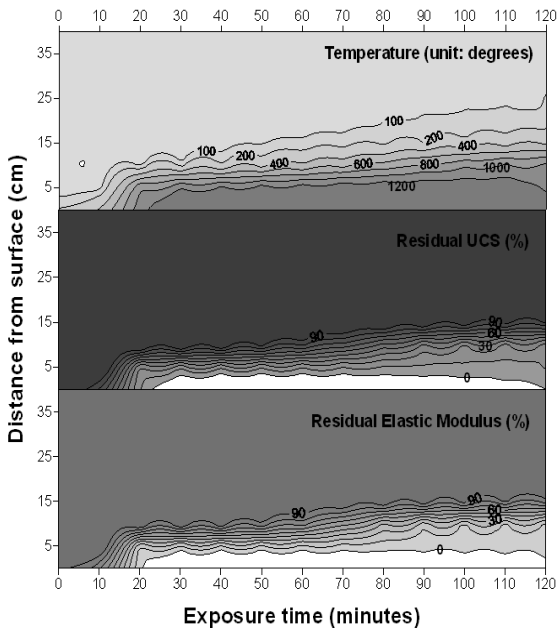 0 10 20 30 40 50 60 70 80 90 100 110 120
Temperature (unit: degrees)
35
25
15
5
100 200 400 600 800 1000 1200
100 200 400
Residual UCS (%)
35
25
15
5
90 90 60 30 0
Residual Elastic Modulus (%)
35
25
15
5
90 90 60 30 0
0 10 20 30 40 50 60 70 80 90 100 110 120
Distance from surface (cm)
Exposure time (minutes)